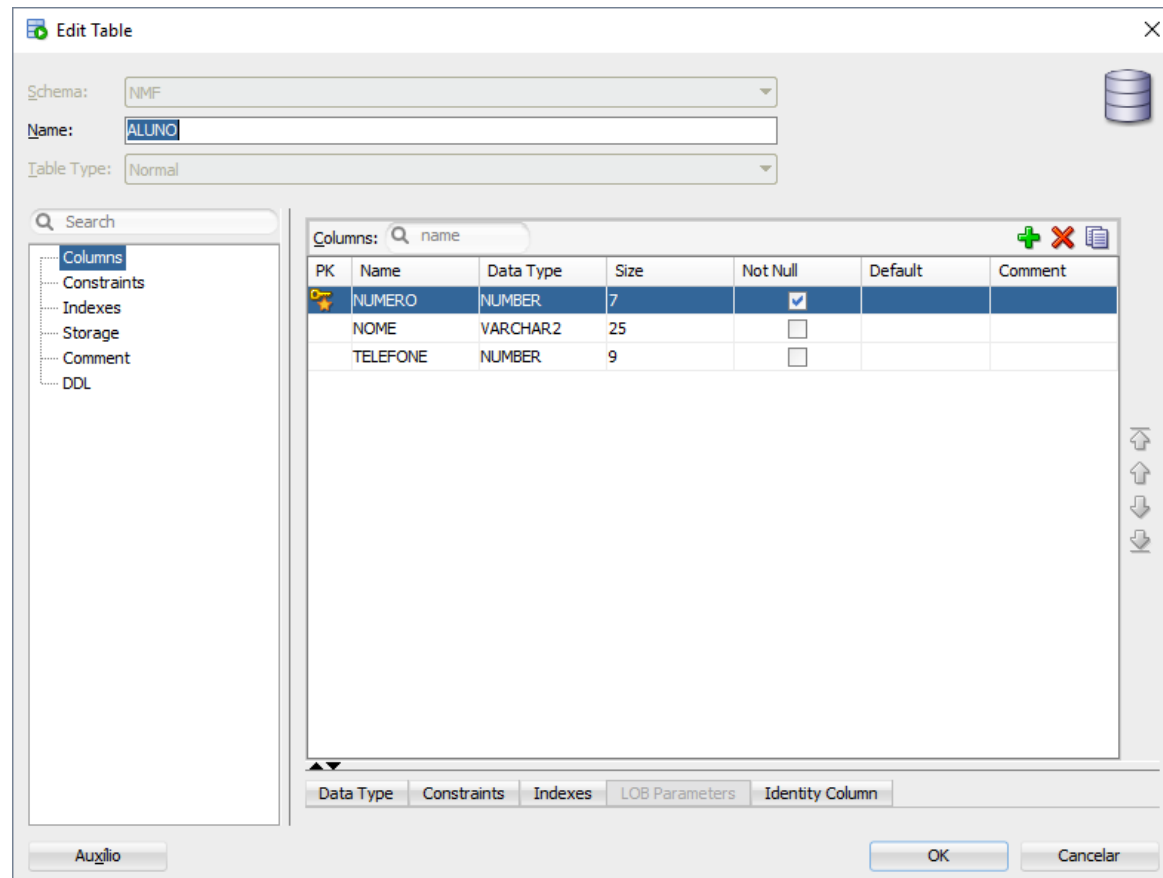 Edit Table
Schema: NMF
Name: ALUNO
Table Type: Normal
Search
Columns
Constraints
Indexes
Storage
Comment
DDL
Columns: name
PK Name Data Type Size Not Null Default Comment
NUMERO NUMBER 7
NOME VARCHAR2 25
TELEFONE NUMBER 9
Data Type Constraints Indexes LOB Parameters Identity Column
Auxílio OK Cancelar